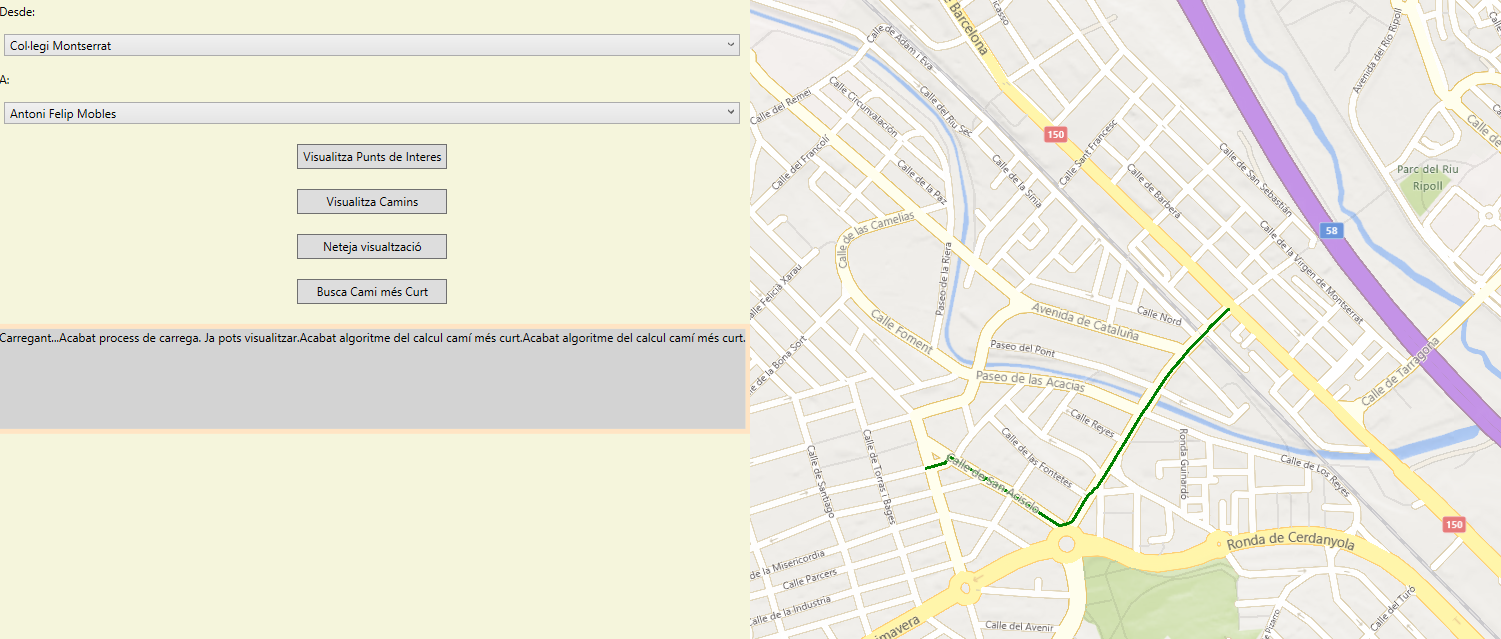 Desde:
Col·legi Montserrat
A:
Antoni Felip Mobles
Visualitza Punts de Interes
Visualitza Camins
Neteja visualtzació
Busca Cami més Curt
Carregant...Acabat process de carrega. Ja pots visualitzar.Acabat algoritme del calcul camí més curt.Acabat algoritme del calcul camí més curt.
Barcelona
Calle de Adam i Eva
Avenida del Río Ripoll
Calle del Remei
Calle Circunvalación
Calle del Riu Sec
150
Calle Sant Francesc
Calle de
Calle del Francolí
Calle de la Paz
Calle de la Sínia
Calle de Barberà
Calle de San Sebastián
Parc del Riu
Ripoll
Calle de las Camelias
58
Calle de la Virgen de Montserrat
Paseo de la Riera
Calle Felicià Xarau
Avenida de Cataluña
Calle Nord
Calle Foment
Paseo del Pont
Calle de Tarragona
de la Bona Sort
Paseo de las Acacias
Calle Reyes
Calle de las Fontetes
Ronda Guinardó
Calle de Los Reyes
Calle de Santiago
Calle de Torras i Bages
Calle de San Acisclo
150
Ronda de Cerdanyola
de la Misericordia
Calle Parcers
Calle de la Industria
Calle del Turó
Pizarro
Calle del Avenir